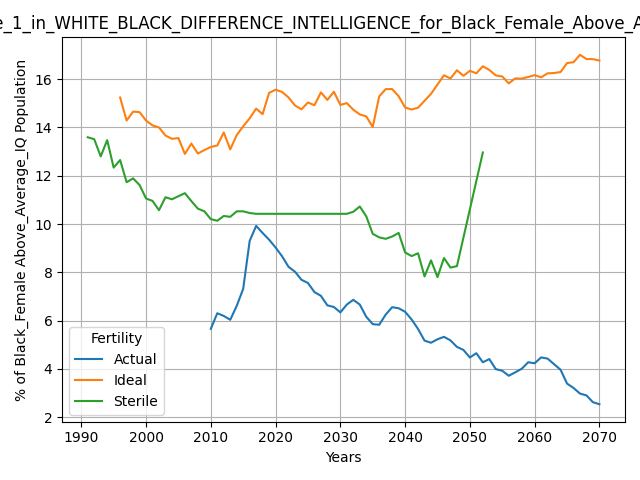 e_1_in_WHITE_BLACK_DIFFERENCE_INTELLIGENCE_for_Black_Female_Above_A
% of Black_Female Above_Average_IQ Population
16
14
12
10
8
6
4
2
Fertility
Actual
Ideal
Sterile
1990 2000 2010 2020 2030 2040 2050 2060 2070
Years